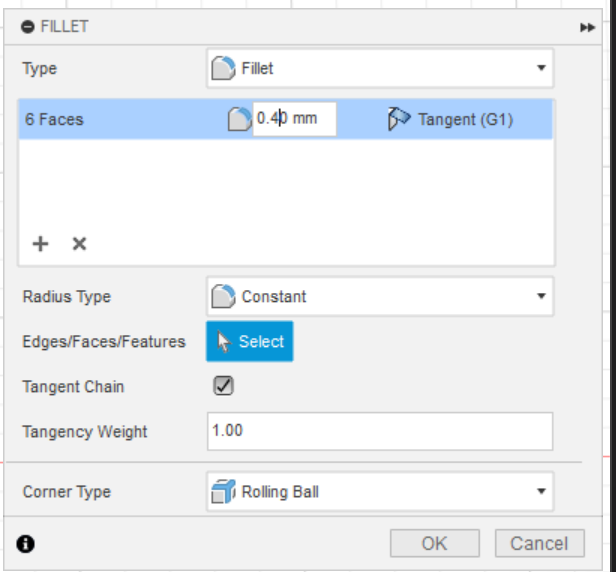 FILLET
Type Fillet
6 Faces 0.40 mm Tangent (G1)
Radius Type Constant
Edges/Faces/Features Select
Tangent Chain
Tangency Weight 1.00
Corner Type Rolling Ball
OK Cancel